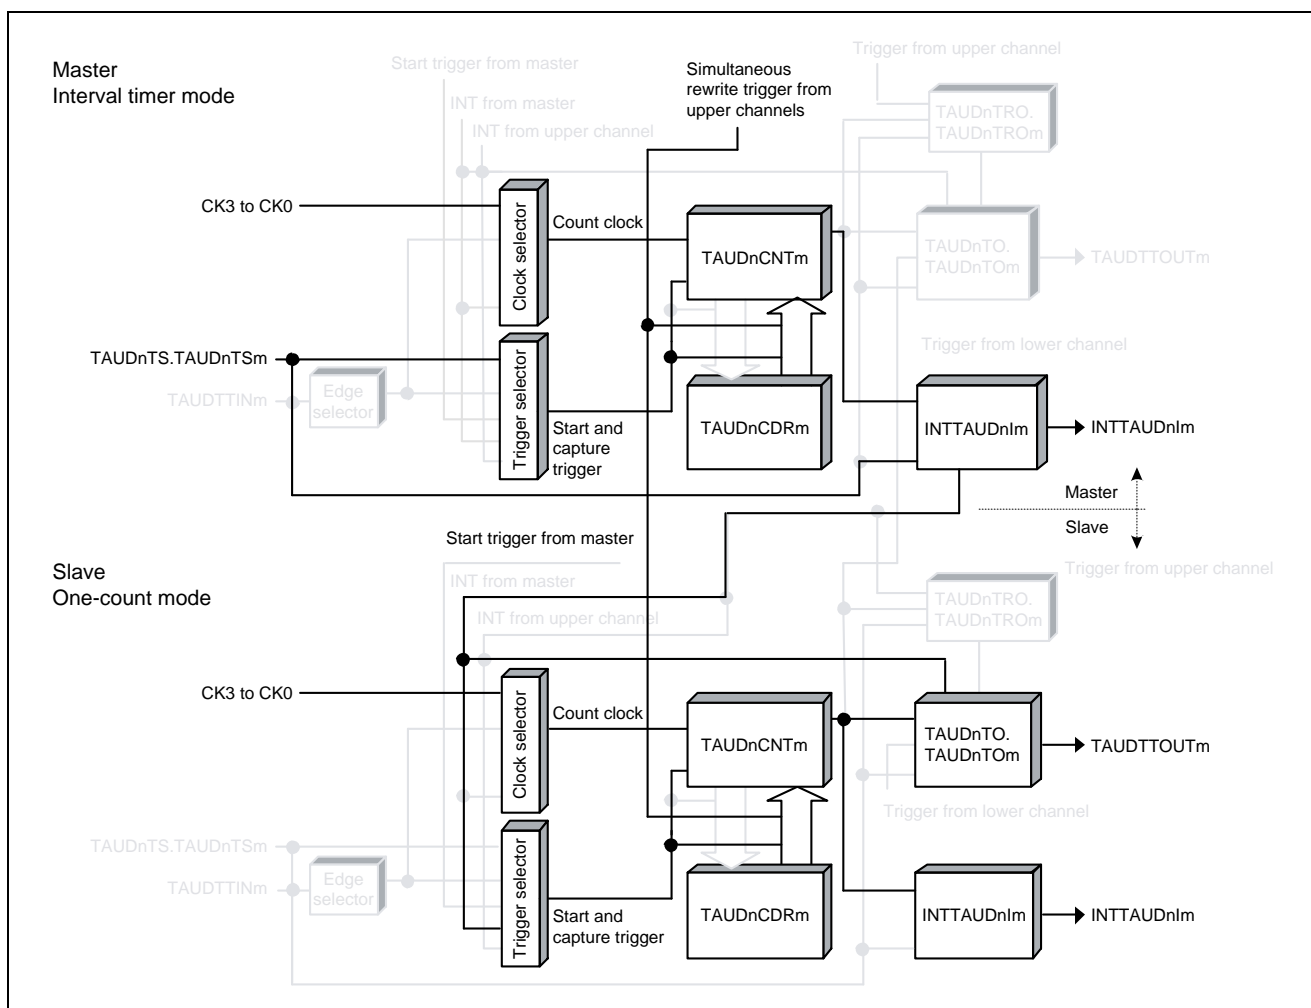 Master
Interval timer mode
Start trigger from master
INT from master
INT from upper channel
Simultaneous
rewrite trigger from
upper channels
Trigger from upper channel
TAUDnTRO.
TAUDnTROm
CK3 to CK0
Clock selector
Count clock
TAUDnCNTm
TAUDnTO.
TAUDnTOm
TAUDTTOUTm
TAUDnTS.TAUDnTSm
TAUDTTINm
Edge
selector
Trigger selector
Start and
capture
trigger
TAUDnCDRm
Trigger from lower channel
INTTAUDnIm
INTTAUDnIm
Master
Slave
Start trigger from master
Slave
One-count mode
INT from master
INT from upper channel
Trigger from upper channel
TAUDnTRO.
TAUDnTROm
CK3 to CK0
Clock selector
Count clock
TAUDnCNTm
TAUDnTO.
TAUDnTOm
TAUDTTOUTm
Trigger from lower channel
TAUDnTS.TAUDnTSm
TAUDTTINm
Edge
selector
Trigger selector
Start and
capture trigger
TAUDnCDRm
INTTAUDnIm
INTTAUDnIm